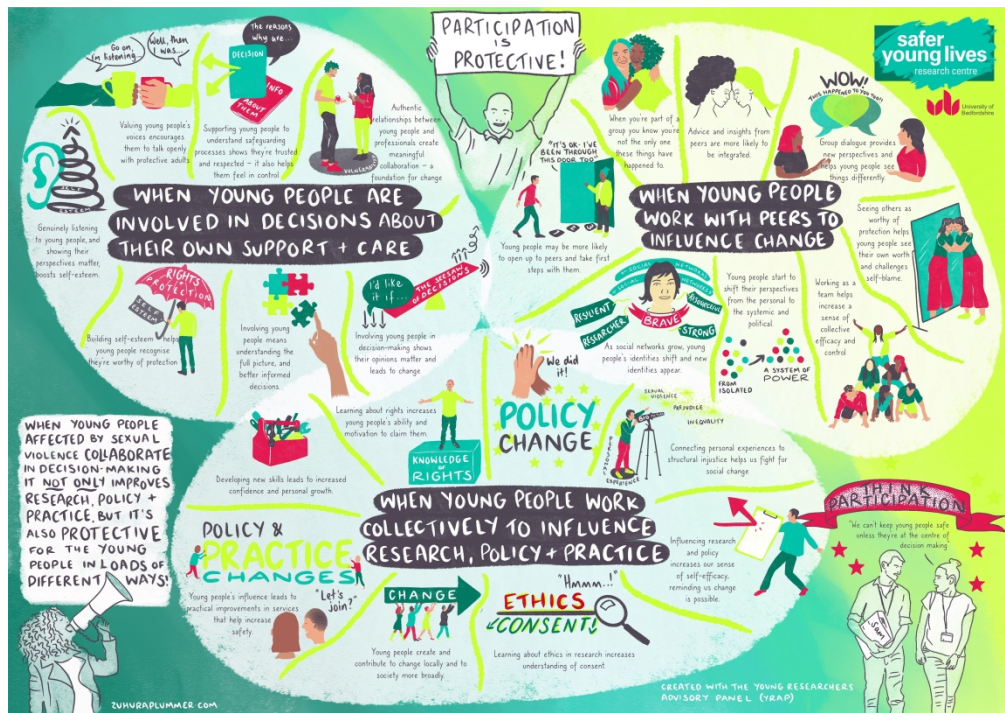 PARTICIPATION
IS
PROTECTIVE!
safer
young lives
research centre
University of
Bedfordshire
Go on,
I'm listening
Well, then
I was...
Valuing young people's
voices encourages
them to talk openly
with protective adults.
The reasons
why are...
DECISION
INFO
ABOUT
THEM
Supporting young people to
understand safeguarding
processes shows they're trusted
and respected – it also helps
them feel in control
Authentic
relationships between
young people and
professionals create
meaningful
collaboration – a
foundation for change
SELF
ESTEEM
Genuinely listening
to young people, and
showing their
perspectives matter,
boosts self-esteem.
WHEN YOUNG PEOPLE ARE
INVOLVED IN DECISIONS ABOUT
THEIR OWN SUPPORT + CARE
RIGHTS
PROTECTION
SELF
ESTEEM
Building self-esteem helps
young people recognise
they're worthy of protection
Involving young
people means
understanding the
full picture, and
better informed
decisions.
I'd like
it if...
THE SEESAW
OF DECISIONS
Involving young people in
decision-making shows
their opinions matter and
leads to change
When you're part of a
group you know you're
not the only one
these things have
happened to.
Advice and insights from
peers are more likely to
be integrated.
WOW!
THIS HAPPENED TO YOU TOO!
Group dialogue provides
new perspectives and
helps young people see
things differently.
"IT'S OK- I'VE
BEEN THROUGH
THIS DOOR TOO"
Young people may be more likely
to open up to peers and take first
steps with them.
WHEN YOUNG PEOPLE
WORK WITH PEERS TO
INFLUENCE CHANGE
Seeing others as
worthy of
protection helps
young people see
their own worth
and challenges
self-blame.
RESILIENT
RESEARCHER
BRAVE
RESOURCEFUL
STRONG
As social networks grow, young
people's identities shift and new
identities appear.
Young people start to
shift their perspectives
from the personal to
the systemic and
political.
FROM
ISOLATED
A SYSTEM OF
POWER
Working as a
team helps
increase a
sense of
collective
efficacy and
control
We did
it!
POLICY
CHANGE
Developing new skills leads to increased
confidence and personal growth.
Learning about rights increases
young people's ability and
motivation to claim them.
KNOWLEDGE
OF
RIGHTS
SEXUAL
VIOLENCE
PREJUDICE
INEQUALITY
EXPERIENCE
Connecting personal experiences to
structural injustice helps us fight for
social change
WHEN YOUNG PEOPLE WORK
COLLECTIVELY TO INFLUENCE
RESEARCH, POLICY + PRACTICE
POLICY &
PRACTICE
CHANGES
Young people's influence leads to
practical improvements in services
that help increase
safety.
"Let's
join?"
CHANGE
Young people create and
contribute to change locally and to
society more broadly.
"Hmmm..!"
ETHICS
CONSENT!
Learning about ethics in research increases
understanding of consent.
Influencing research
and policy
increases our sense
of self-efficacy,
reminding us change
is possible.
WHEN YOUNG PEOPLE
AFFECTED BY SEXUAL
VIOLENCE COLLABORATE
IN DECISION-MAKING
IT NOT ONLY IMPROVES
RESEARCH, POLICY +
PRACTICE, BUT IT'S
ALSO PROTECTIVE
FOR THE YOUNG
PEOPLE IN LOADS OF
DIFFERENT WAYS!
THINK
PARTICIPATION
"We can't keep young people safe
unless they're at the centre of
decision making"
ZUHURAPLUMMER.COM
CREATED WITH THE YOUNG RESEARCHERS
ADVISORY PANEL (YRAP)